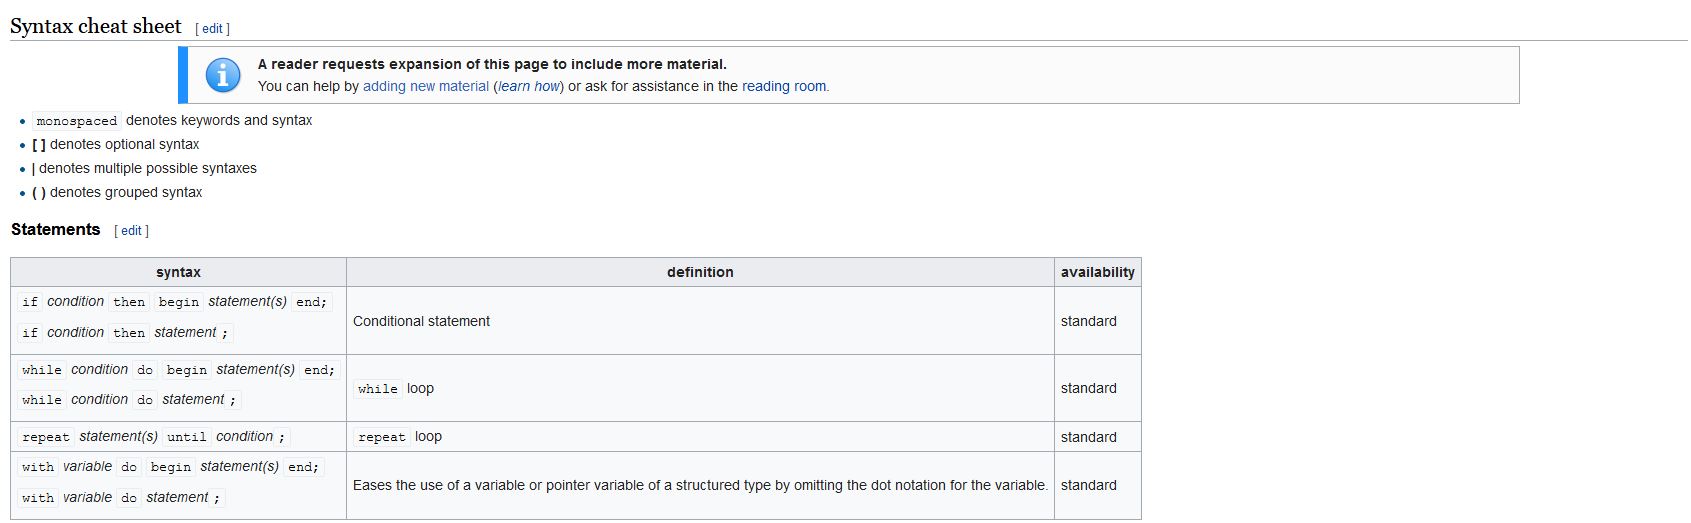 Syntax cheat sheet [ edit ]
A reader requests expansion of this page to include more material.
You can help by adding new material (learn how) or ask for assistance in the reading room.
monospaced denotes keywords and syntax
[ ] denotes optional syntax
| denotes multiple possible syntaxes
( ) denotes grouped syntax
Statements [ edit ]
syntax definition availability
if condition then begin statement(s) end;
if condition then statement ;
Conditional statement
standard
while condition do begin statement(s) end;
while condition do statement ;
while loop
standard
repeat statement(s) until condition ;
repeat loop
standard
with variable do begin statement(s) end;
with variable do statement ;
Eases the use of a variable or pointer variable of a structured type by omitting the dot notation for the variable.
standard